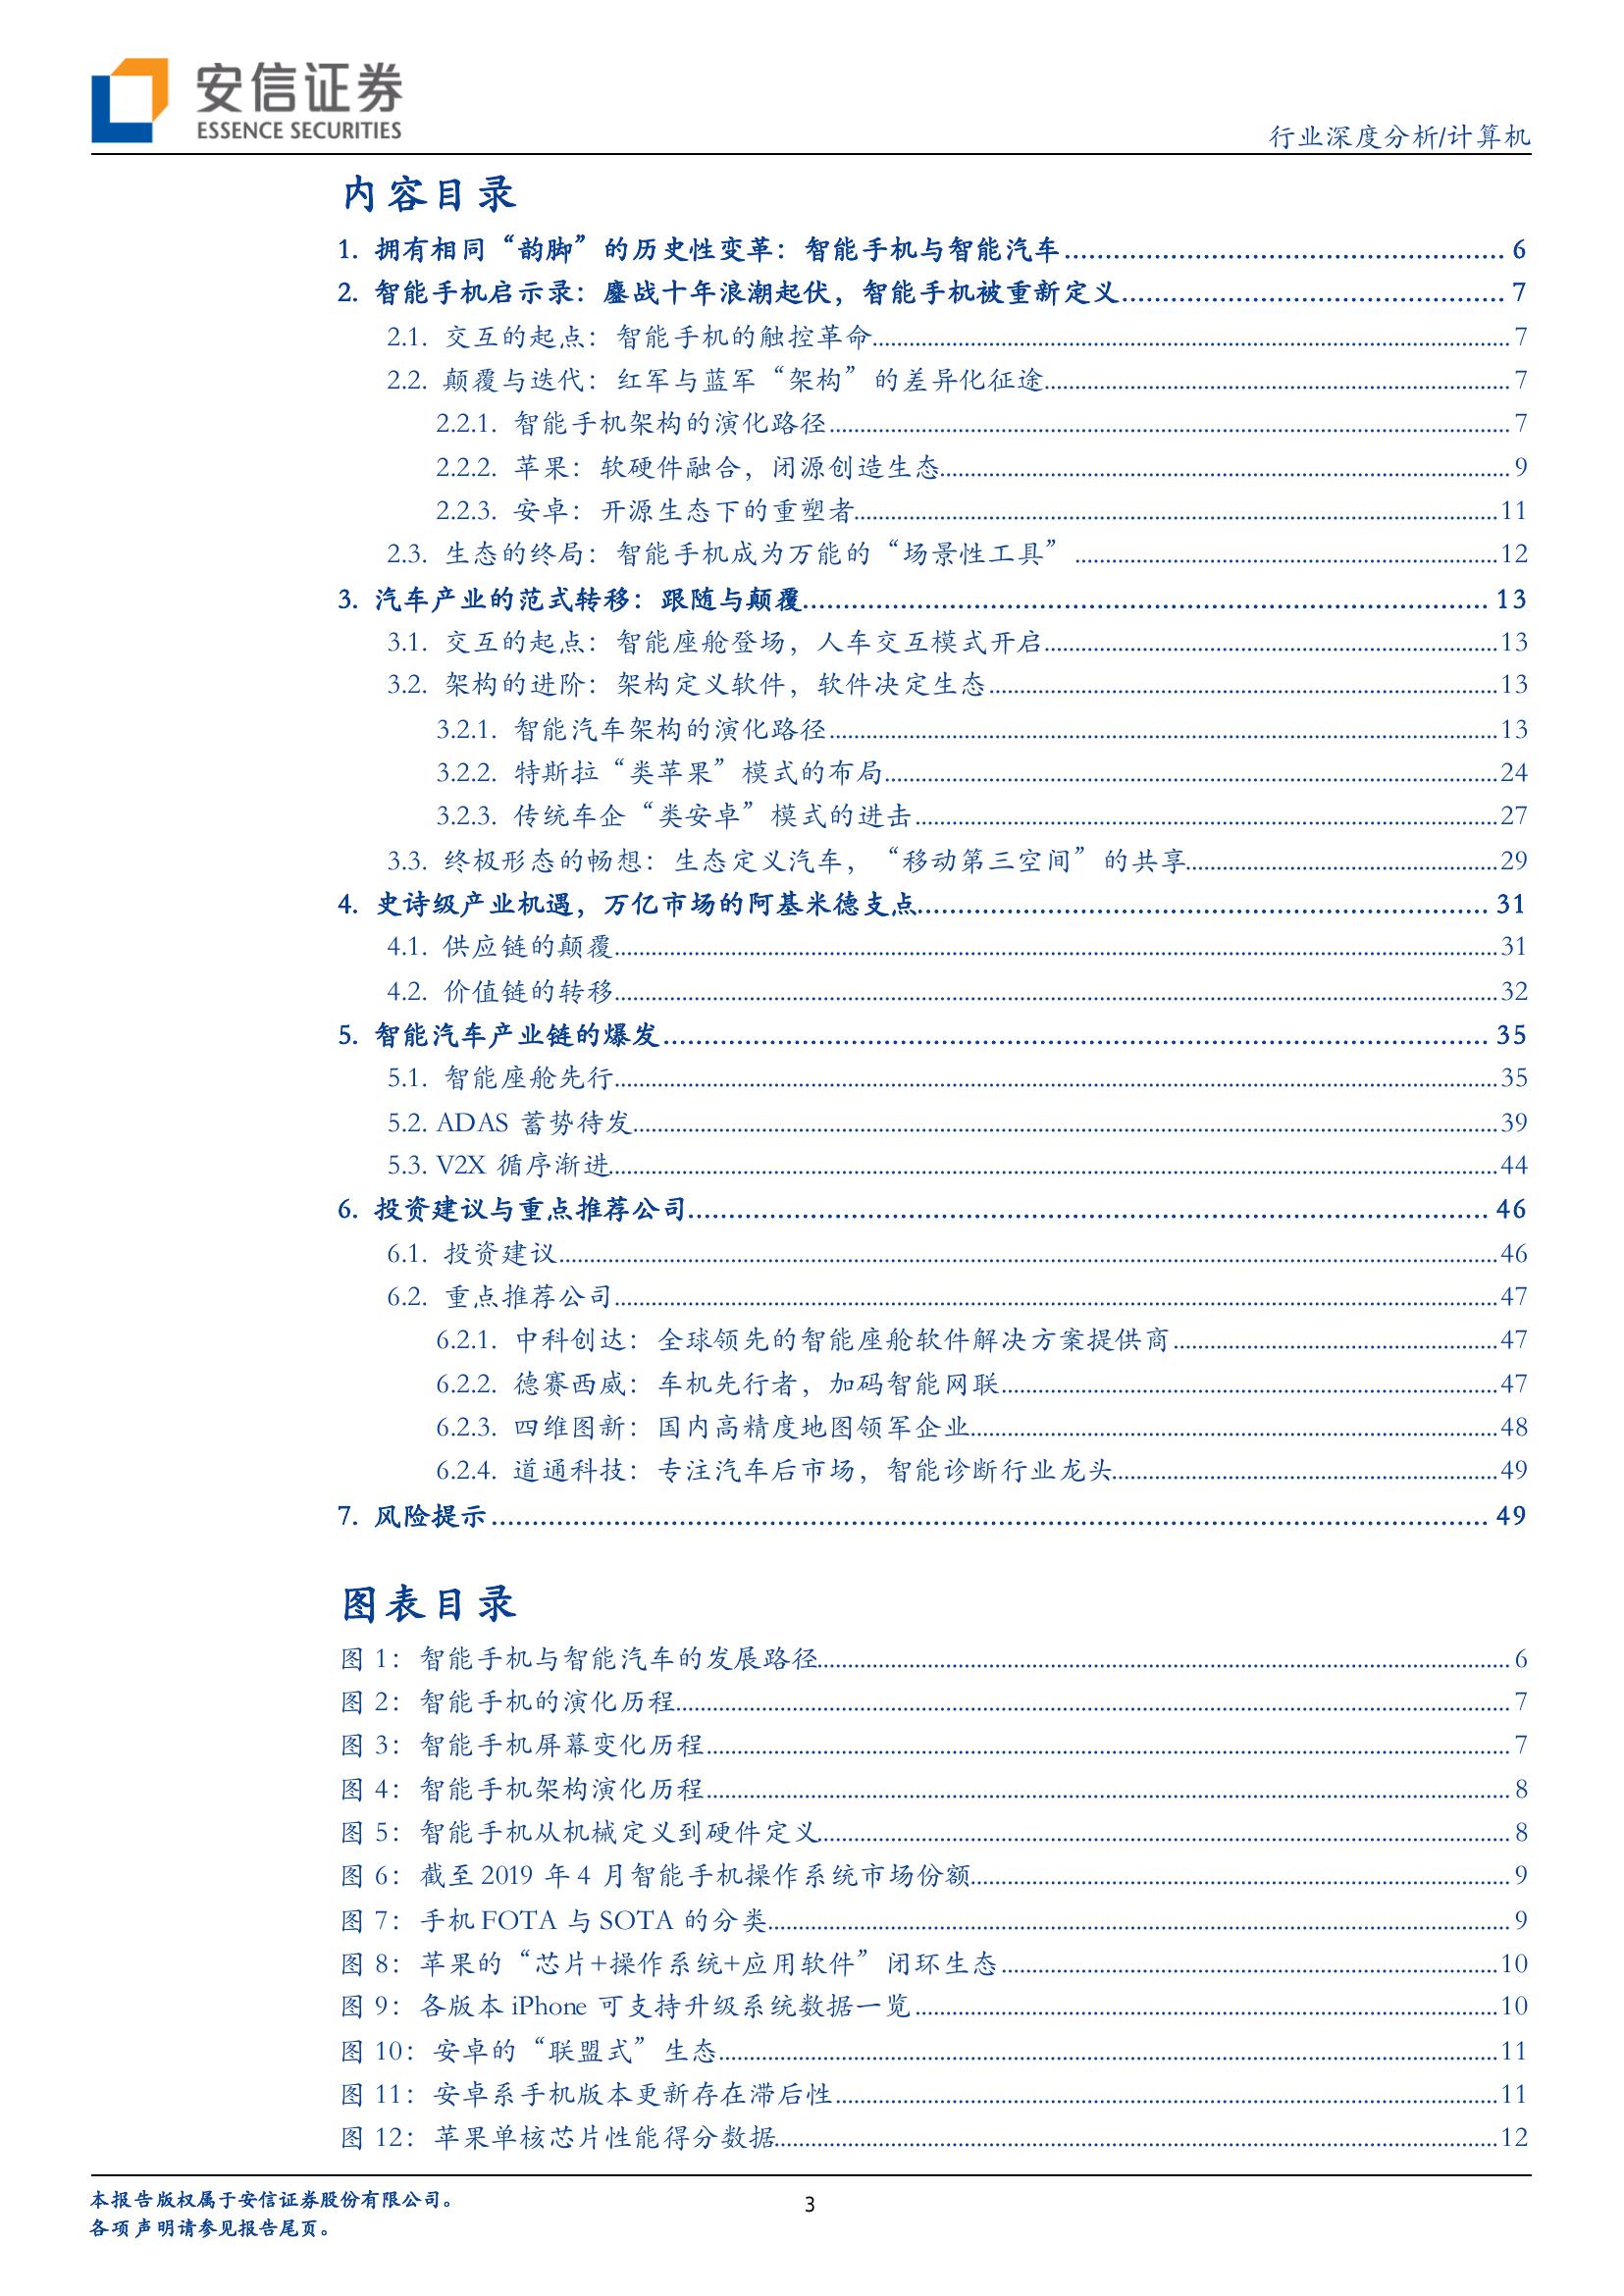 安信证券
ESSENCE SECURITIES
行业深度分析/计算机
内容目录
1. 拥有相同“韵脚”的历史性变革：智能手机与智能汽车 6
2. 智能手机启示录：鏖战十年浪潮起伏，智能手机被重新定义 7
2.1. 交互的起点：智能手机的触控革命 7
2.2. 颠覆与迭代：红军与蓝军“架构”的差异化征途 7
2.2.1. 智能手机架构的演化路径 7
2.2.2. 苹果：软硬件融合，闭源创造生态 9
2.2.3. 安卓：开源生态下的重塑者 11
2.3. 生态的终局：智能手机成为万能的“场景性工具” 12
3. 汽车产业的范式转移：跟随与颠覆 13
3.1. 交互的起点：智能座舱登场，人车交互模式开启 13
3.2. 架构的进阶：架构定义软件，软件决定生态 13
3.2.1. 智能汽车架构的演化路径 13
3.2.2. 特斯拉“类苹果”模式的布局 24
3.2.3. 传统车企“类安卓”模式的进击 27
3.3. 终极形态的畅想：生态定义汽车，“移动第三空间”的共享 29
4. 史诗级产业机遇，万亿市场的阿基米德支点 31
4.1. 供应链的颠覆 31
4.2. 价值链的转移 32
5. 智能汽车产业链的爆发 35
5.1. 智能座舱先行 35
5.2. ADAS 蓄势待发 39
5.3. V2X 循序渐进 44
6. 投资建议与重点推荐公司 46
6.1. 投资建议 46
6.2. 重点推荐公司 47
6.2.1. 中科创达：全球领先的智能座舱软件解决方案提供商 47
6.2.2. 德赛西威：车机先行者，加码智能网联 47
6.2.3. 四维图新：国内高精度地图领军企业 48
6.2.4. 道通科技：专注汽车后市场，智能诊断行业龙头 49
7. 风险提示 49
图表目录
图 1：智能手机与智能汽车的发展路径 6
图 2：智能手机的演化历程 7
图 3：智能手机屏幕变化历程 7
图 4：智能手机架构演化历程 8
图 5：智能手机从机械定义到硬件定义 8
图 6：截至 2019 年 4 月智能手机操作系统市场份额 9
图 7：手机 FOTA 与 SOTA 的分类 9
图 8：苹果的“芯片+操作系统+应用软件”闭环生态 10
图 9：各版本 iPhone 可支持升级系统数据一览 10
图 10：安卓的“联盟式”生态 11
图 11：安卓系手机版本更新存在滞后性 11
图 12：苹果单核芯片性能得分数据 12
本报告版权属于安信证券股份有限公司。
3
各项声明请参见报告尾页。